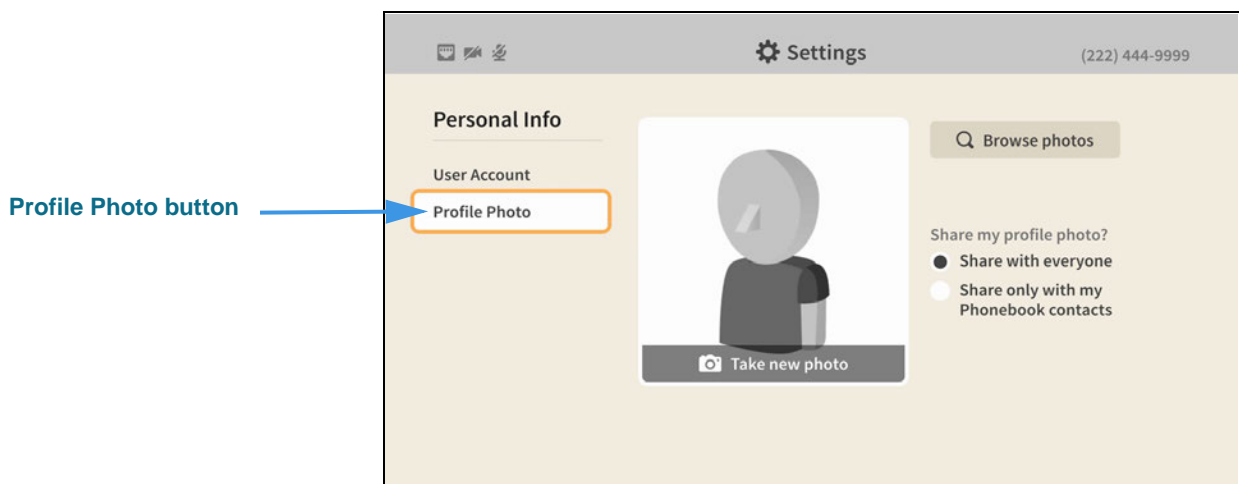 Settings
(222) 444-9999
Personal Info
User Account
Profile Photo
Profile Photo button
Take new photo
Browse photos
Share my profile photo?
Share with everyone
Share only with my
Phonebook contacts